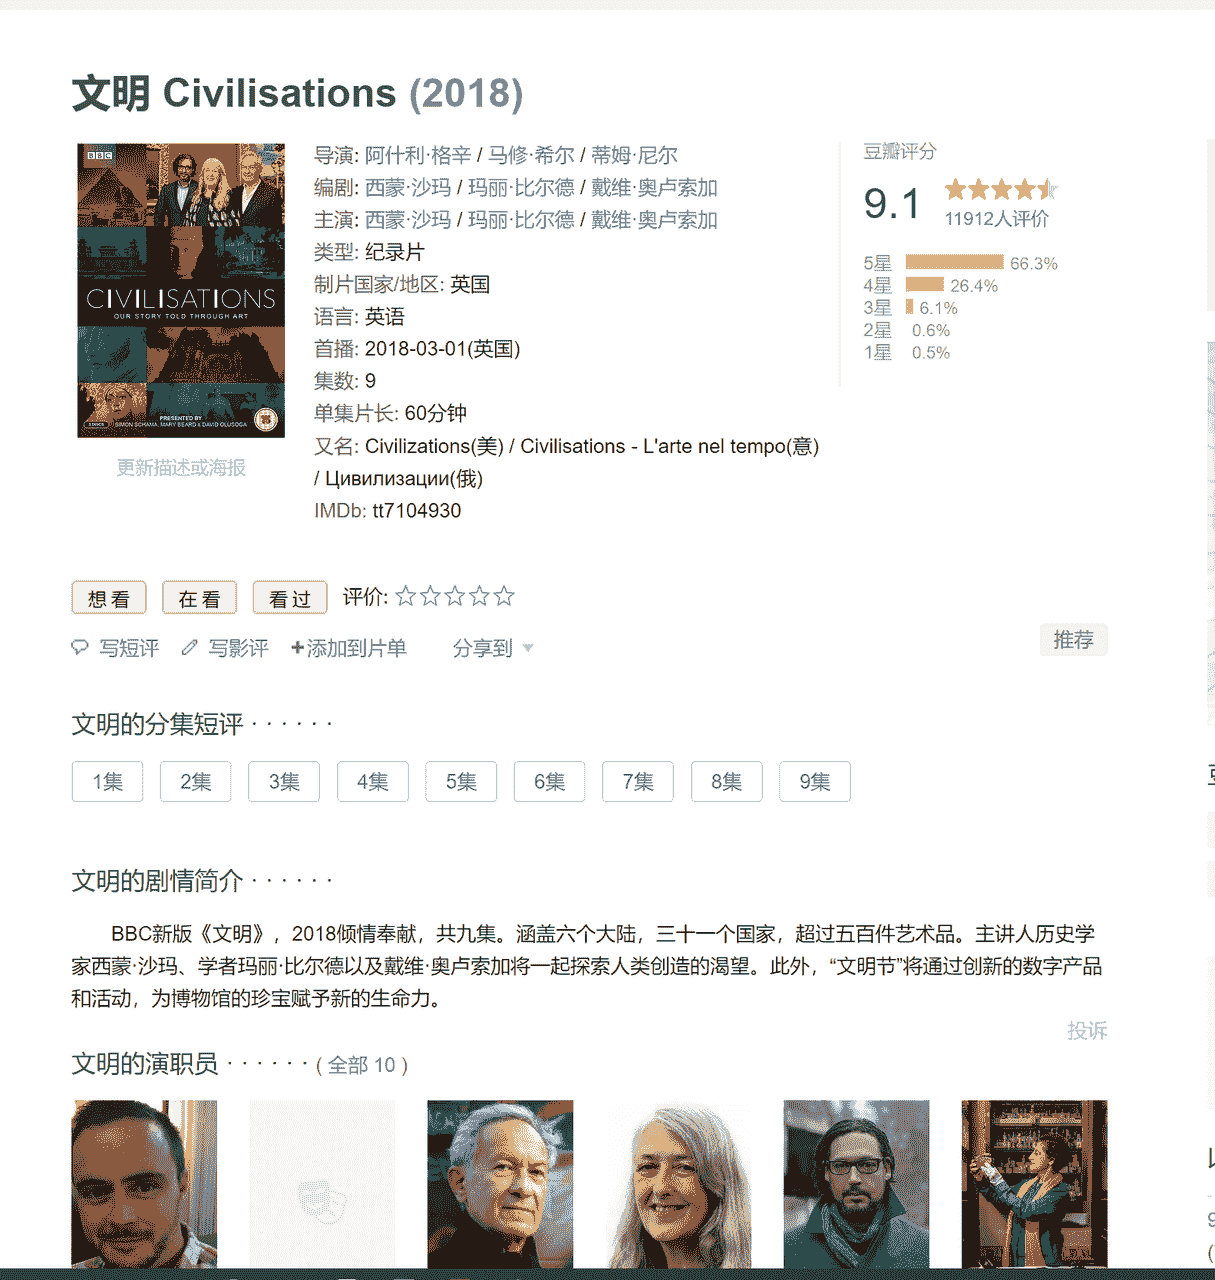 文明 Civilisations (2018)
BBC
CIVILISATIONS
OUR STORY TOLD THROUGH ART
PRESENTED BY
SIMON SCHAMA, MARY BEARD & DAVID OLUSOGA
更新描述或海报
导演: 阿什利·格辛 / 马修·希尔 / 蒂姆·尼尔
编剧: 西蒙·沙玛 / 玛丽·比尔德 / 戴维·奥卢索加
主演: 西蒙·沙玛 / 玛丽·比尔德 / 戴维·奥卢索加
类型: 纪录片
制片国家/地区: 英国
语言: 英语
首播: 2018-03-01(英国)
集数: 9
单集片长: 60分钟
又名: Civilizations(美) / Civilisations - L'arte nel tempo(意)
/ Цивилизации(俄)
IMDb: tt7104930
豆瓣评分
9.1
11912人评价
5星 66.3%
4星 26.4%
3星 6.1%
2星 0.6%
1星 0.5%
想看 在看 看过 评价:
写短评 写影评 +添加到片单 分享到 推荐
文明的分集短评 · · · · · ·
1集 2集 3集 4集 5集 6集 7集 8集 9集
文明的剧情简介 · · · · · ·
BBC新版《文明》，2018倾情奉献，共九集。涵盖六个大陆，三十一个国家，超过五百件艺术品。主讲人历史学
家西蒙·沙玛、学者玛丽·比尔德以及戴维·奥卢索加将一起探索人类创造的渴望。此外，“文明节”将通过创新的数字产品
和活动，为博物馆的珍宝赋予新的生命力。
投诉
文明的演职员 · · · · · · ( 全部 10 )